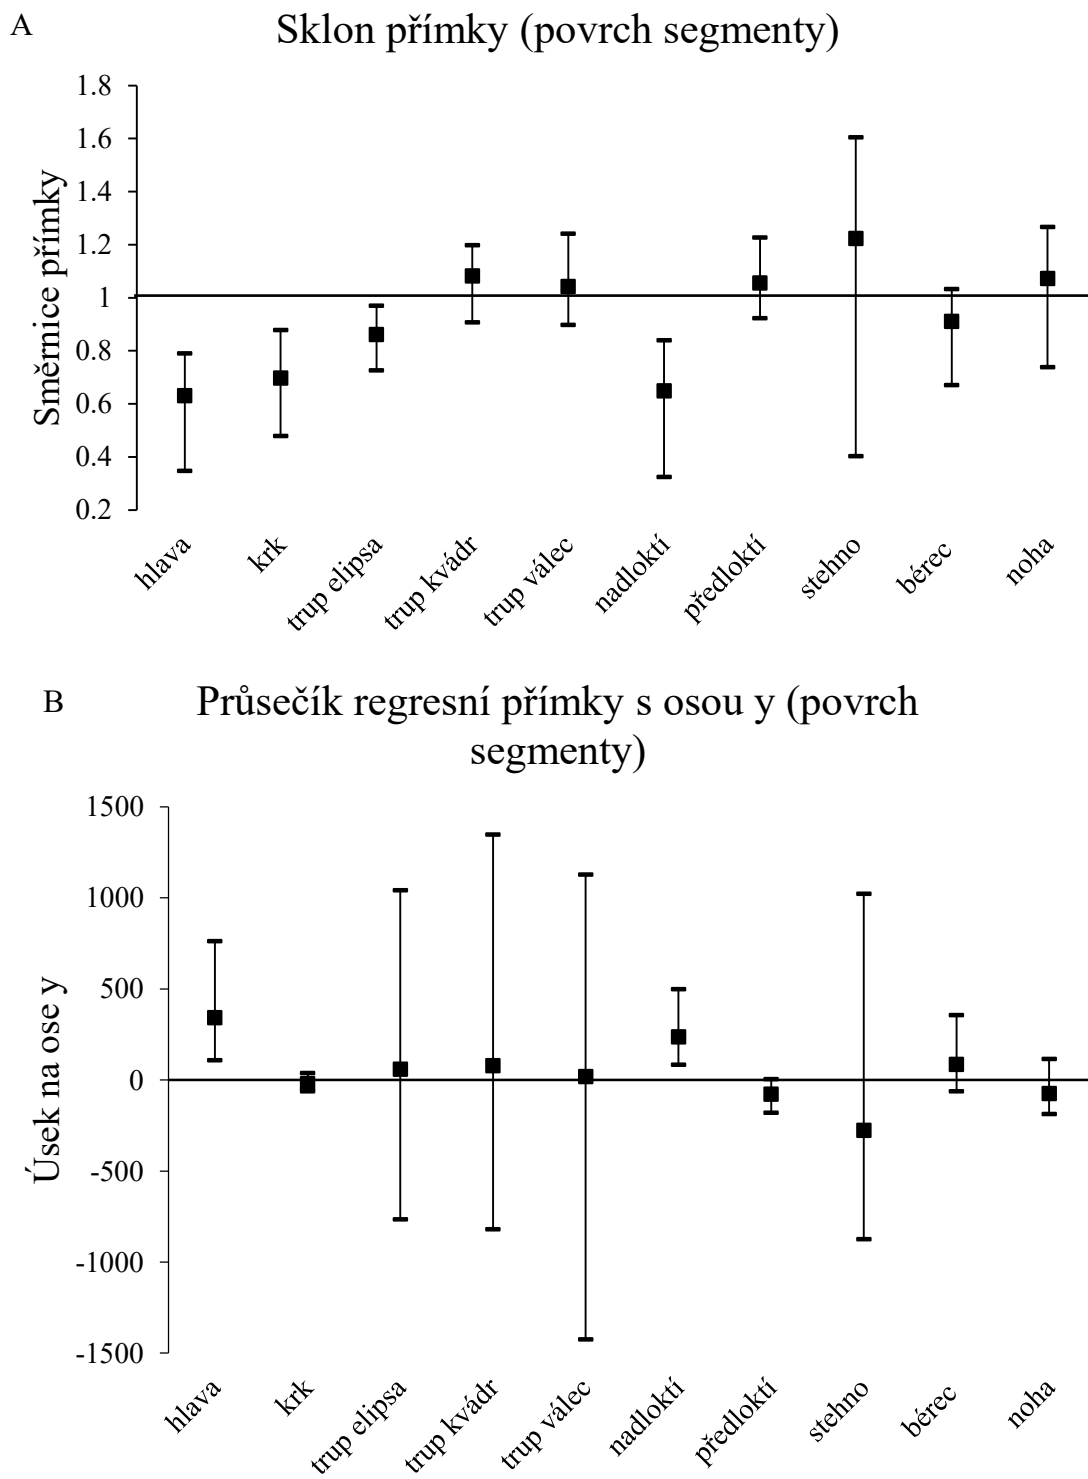 A
Sklon přímky (povrch segmenty)
Směrnice přímky
1.8
1.6
1.4
1.2
1
0.8
0.6
0.4
0.2
hlava
krk
trup elipsa
trup kvádr
trup válec
nadloktí
předloktí
stehno
bérec
noha
B
Průsečík regresní přímky s osou y (povrch
segmenty)
Úsek na ose y
1500
1000
500
0
-500
-1000
-1500
hlava
krk
trup elipsa
trup kvádr
trup válec
nadloktí
předloktí
stehno
bérec
noha